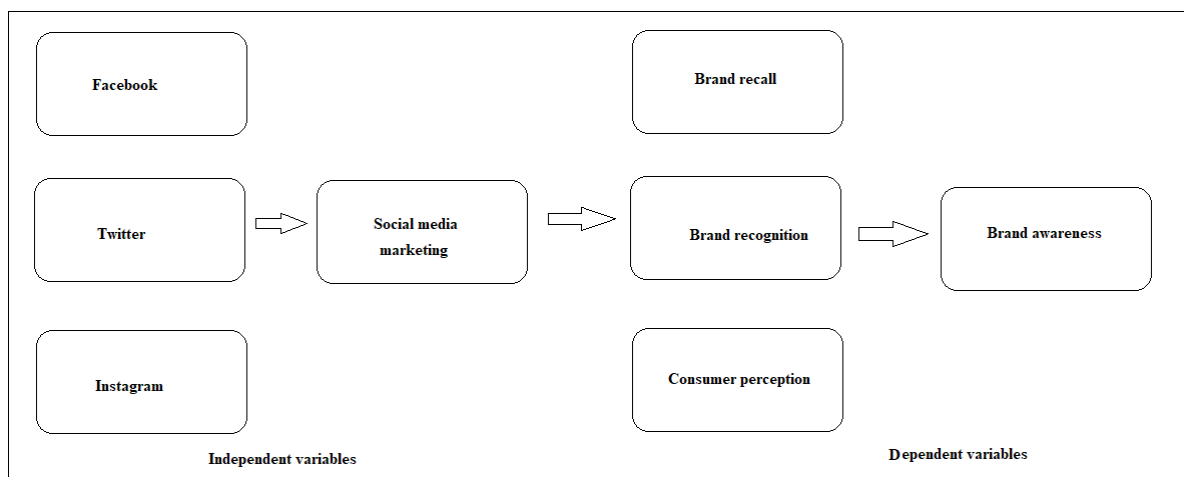 Facebook
Brand recall
Twitter
Social media
marketing
Brand recognition
Brand awareness
Instagram
Consumer perception
Independent variables
Dependent variables